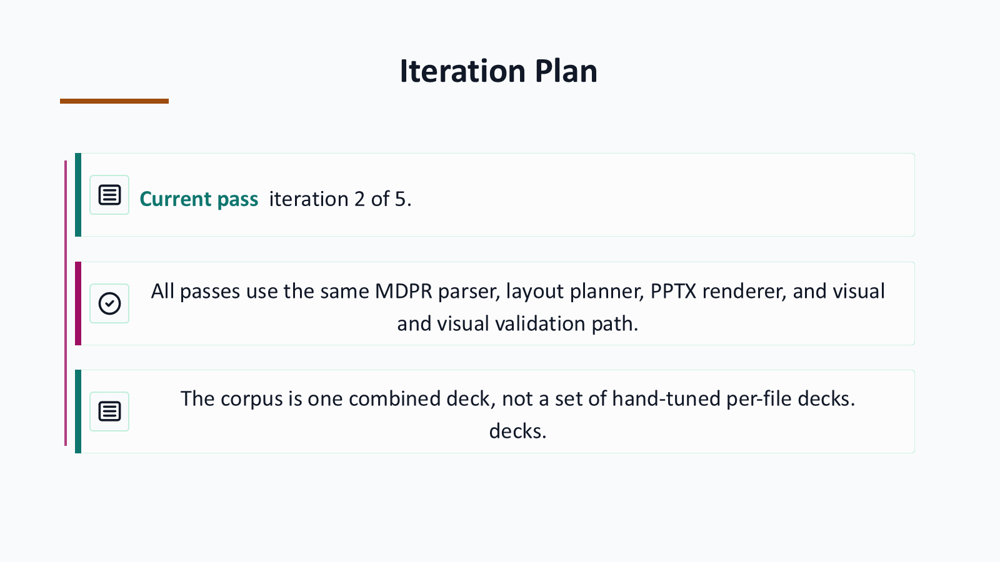 Iteration Plan
Current pass iteration 2 of 5.
All passes use the same MDPR parser, layout planner, PPTX renderer, and visual
and visual validation path.
The corpus is one combined deck, not a set of hand-tuned per-file decks.
decks.